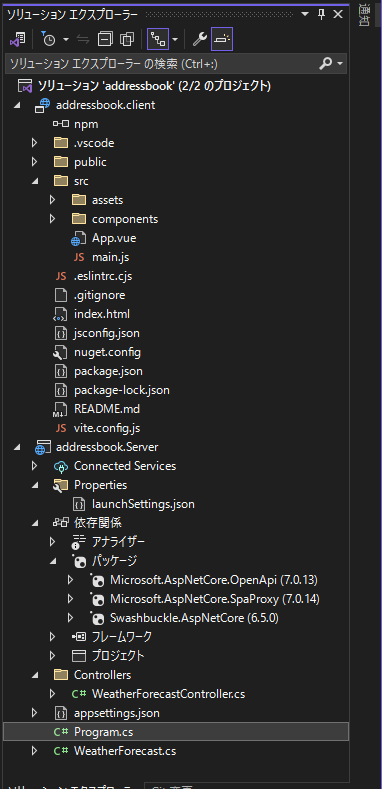 ソリューション エクスプローラー
通知
ソリューション エクスプローラー の検索 (Ctrl+;)
ソリューション 'addressbook' (2/2 のプロジェクト)
addressbook.client
npm
.vscode
public
src
assets
components
App.vue
JS main.js
JS .eslintrc.cjs
.gitignore
index.html
jsconfig.json
nuget.config
package.json
package-lock.json
README.md
JS vite.config.js
addressbook.Server
Connected Services
Properties
launchSettings.json
依存関係
アナライザー
パッケージ
Microsoft.AspNetCore.OpenApi (7.0.13)
Microsoft.AspNetCore.SpaProxy (7.0.14)
Swashbuckle.AspNetCore (6.5.0)
フレームワーク
プロジェクト
Controllers
C# WeatherForecastController.cs
appsettings.json
C# Program.cs
C# WeatherForecast.cs
ソリューション エクスプローラー Git 変更